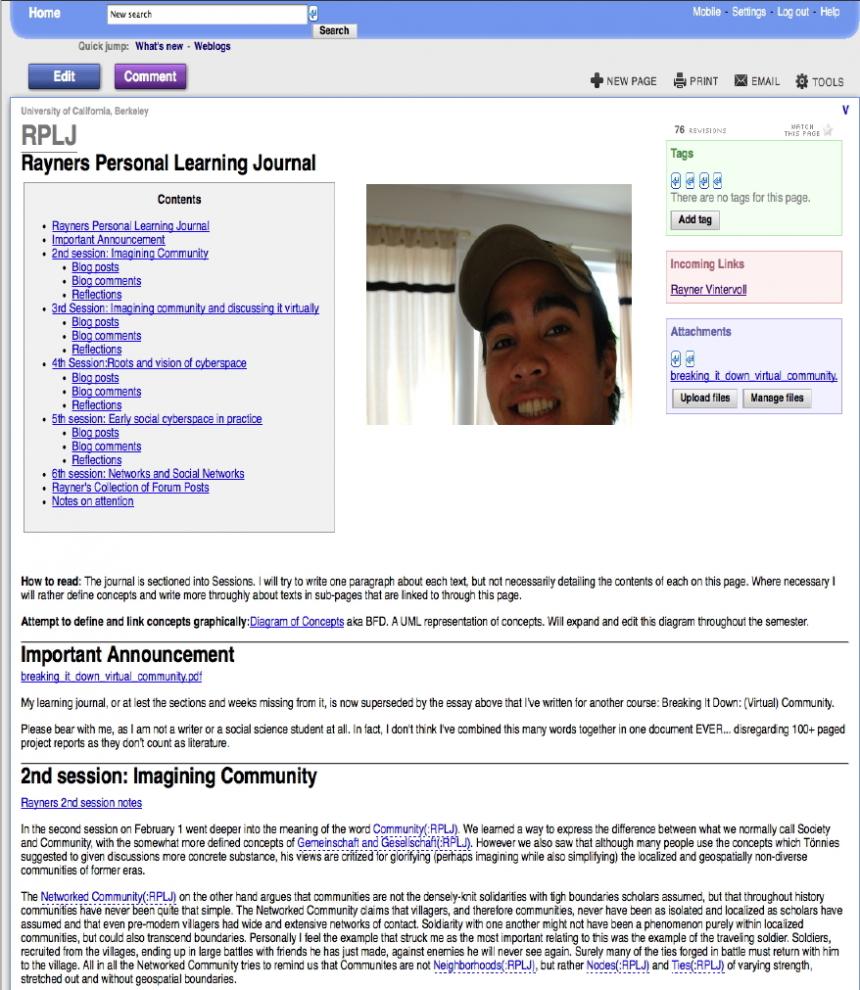 Home
New search
Mobile - Settings - Log out - Help
Search
Quick jump: What's new - Weblogs
Edit
Comment
NEW PAGE
PRINT
EMAIL
TOOLS
University of California, Berkeley
V
RPLJ
76 REVISIONS
WATCH
THIS PAGE
Rayners Personal Learning Journal
Contents
Rayners Personal Learning Journal
Important Announcement
2nd session: Imagining Community
Blog posts
Blog comments
Reflections
3rd Session: Imagining community and discussing it virtually
Blog posts
Blog comments
Reflections
4th Session:Roots and vision of cyberspace
Blog posts
Blog comments
Reflections
5th session: Early social cyberspace in practice
Blog posts
Blog comments
Reflections
6th session: Networks and Social Networks
Rayner's Collection of Forum Posts
Notes on attention
Tags
There are no tags for this page.
Add tag
Incoming Links
Rayner Vintervoll
Attachments
breaking_it_down_virtual_community.
Upload files
Manage files
How to read: The journal is sectioned into Sessions. I will try to write one paragraph about each text, but not necessarily detailing the contents of each on this page. Where necessary I
will rather define concepts and write more throughly about texts in sub-pages that are linked to through this page.
Attempt to define and link concepts graphically:Diagram of Concepts aka BFD. A UML representation of concepts. Will expand and edit this diagram throughout the semester.
Important Announcement
breaking_it_down_virtual_community.pdf
My learning journal, or at lest the sections and weeks missing from it, is now superseded by the essay above that I've written for another course: Breaking It Down: (Virtual) Community.
Please bear with me, as I am not a writer or a social science student at all. In fact, I don't think I've combined this many words together in one document EVER... disregarding 100+ paged
project reports as they don't count as literature.
2nd session: Imagining Community
Rayners 2nd session notes
In the second session on February 1 went deeper into the meaning of the word Community(:RPLJ). We learned a way to express the difference between what we normally call Society
and Community, with the somewhat more defined concepts of Gemeinschaft and Gesellschaft(:RPLJ). However we also saw that although many people use the concepts which Tönnies
suggested to given discussions more concrete substance, his views are critized for glorifying (perhaps imagining while also simplifying) the localized and geospatially non-diverse
communities of former eras.
The Networked Community(:RPLJ) on the other hand argues that communities are not the densely-knit solidarities with tigh boundaries scholars assumed, but that throughout history
communities have never been quite that simple. The Networked Community claims that villagers, and therefore communities, never have been as isolated and localized as scholars have
assumed and that even pre-modern villagers had wide and extensive networks of contact. Soldiarity with one another might not have been a phenomenon purely within localized
communities, but could also transcend boundaries. Personally I feel the example that struck me as the most important relating to this was the example of the traveling soldier. Soldiers,
recruited from the villages, ending up in large battles with friends he has just made, against enemies he will never see again. Surely many of the ties forged in battle must return with him
to the village. All in all the Networked Community tries to remind us that Communites are not Neighborhoods(:RPLJ), but rather Nodes(:RPLJ) and Ties(:RPLJ) of varying strength,
stretched out and without geospatial boundaries.